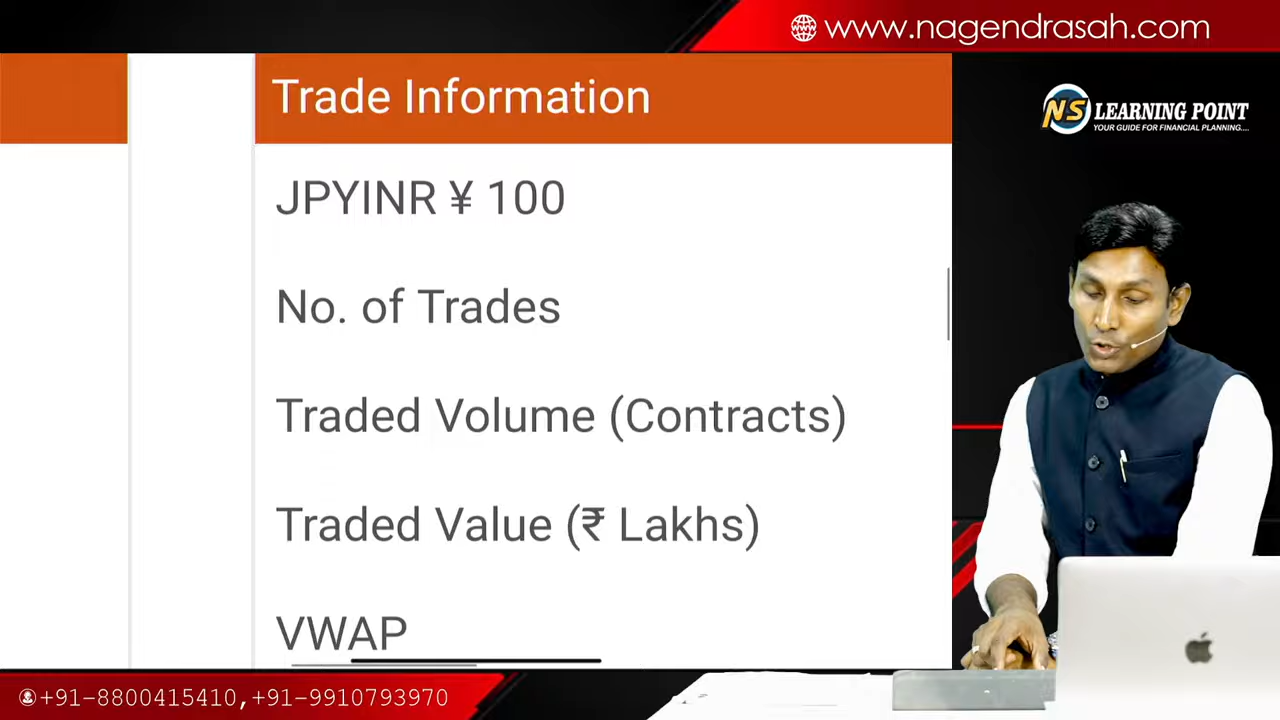 www.nagendrasah.com
Trade Information
NS LEARNING POINT
YOUR GUIDE FOR FINANCIAL PLANNING....
JPYINR ¥ 100
No. of Trades
Traded Volume (Contracts)
Traded Value (₹ Lakhs)
VWAP
+91-8800415410,+91-9910793970